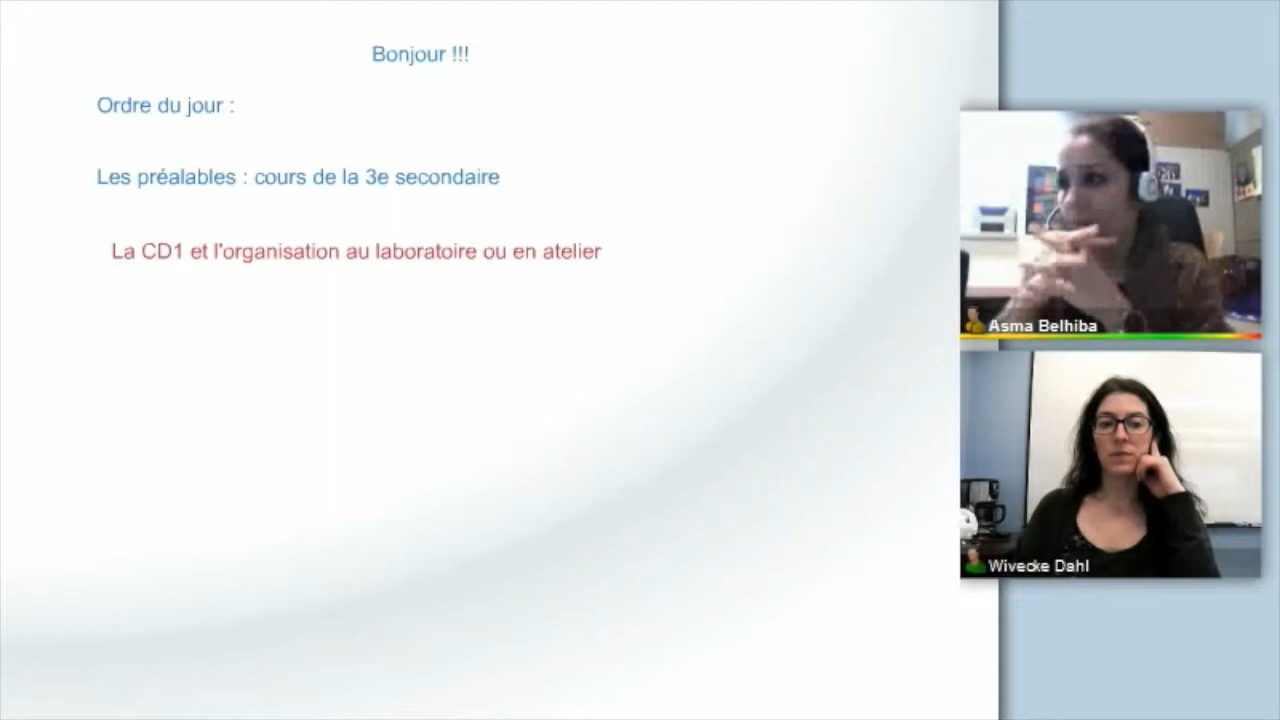 Bonjour !!!
Ordre du jour :
Les préalables : cours de la 3e secondaire
La CD1 et l'organisation au laboratoire ou en atelier
Asma Belhiba
Wivecke Dahl